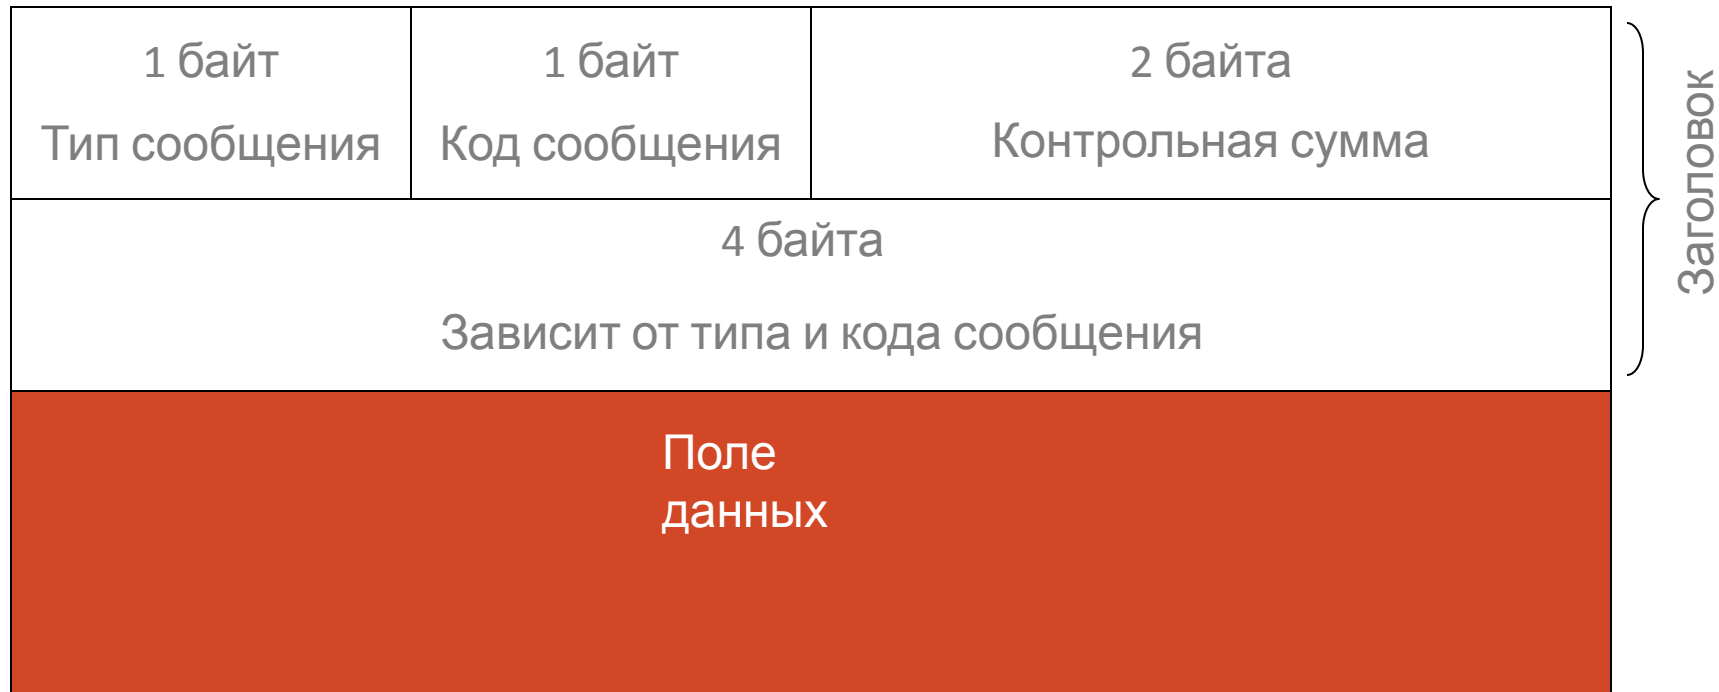 1 байт
Тип сообщения
1 байт
Код сообщения
2 байта
Контрольная сумма
Заголовок
4 байта
Зависит от типа и кода сообщения
Поле
данных